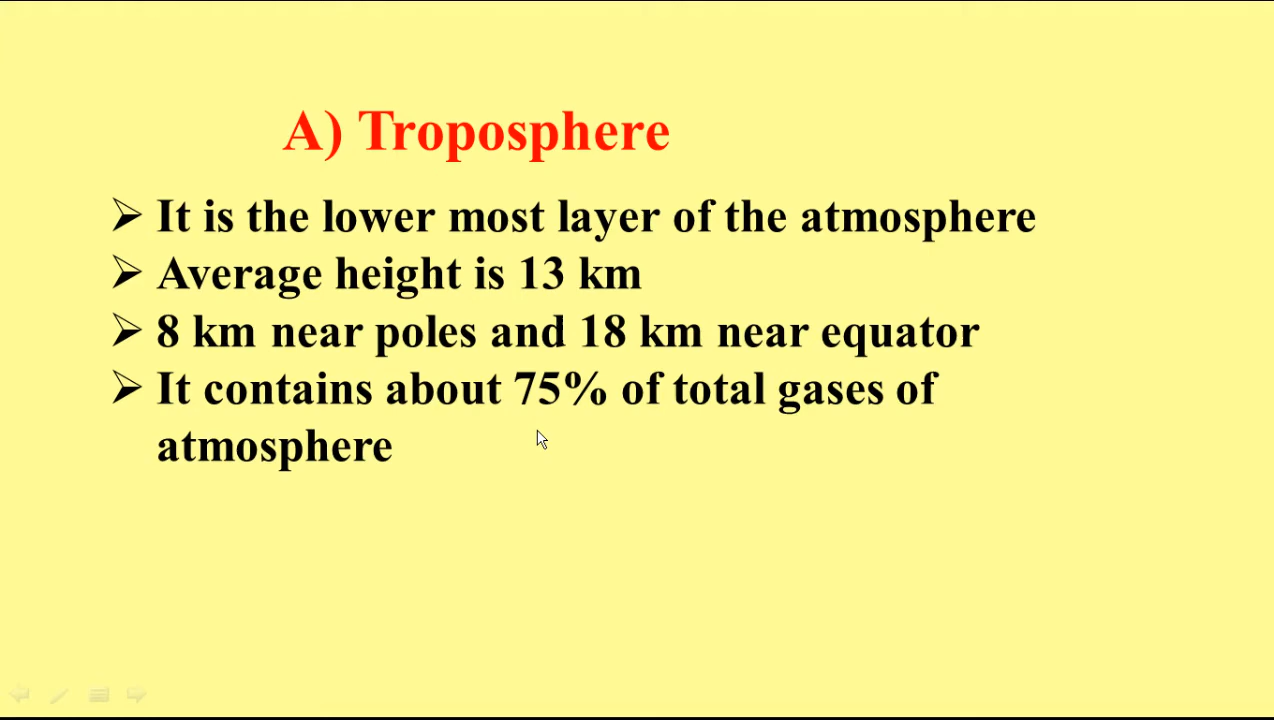 A) Troposphere
➢ It is the lower most layer of the atmosphere
➢ Average height is 13 km
➢ 8 km near poles and 18 km near equator
➢ It contains about 75% of total gases of
atmosphere